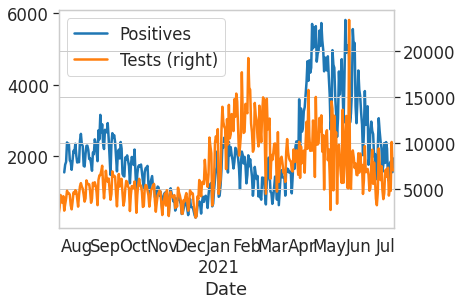 Positives
Tests (right)
6000
4000
2000
20000
15000
10000
5000
Aug Sep Oct Nov Dec Jan Feb Mar Apr May Jun Jul
2021
Date